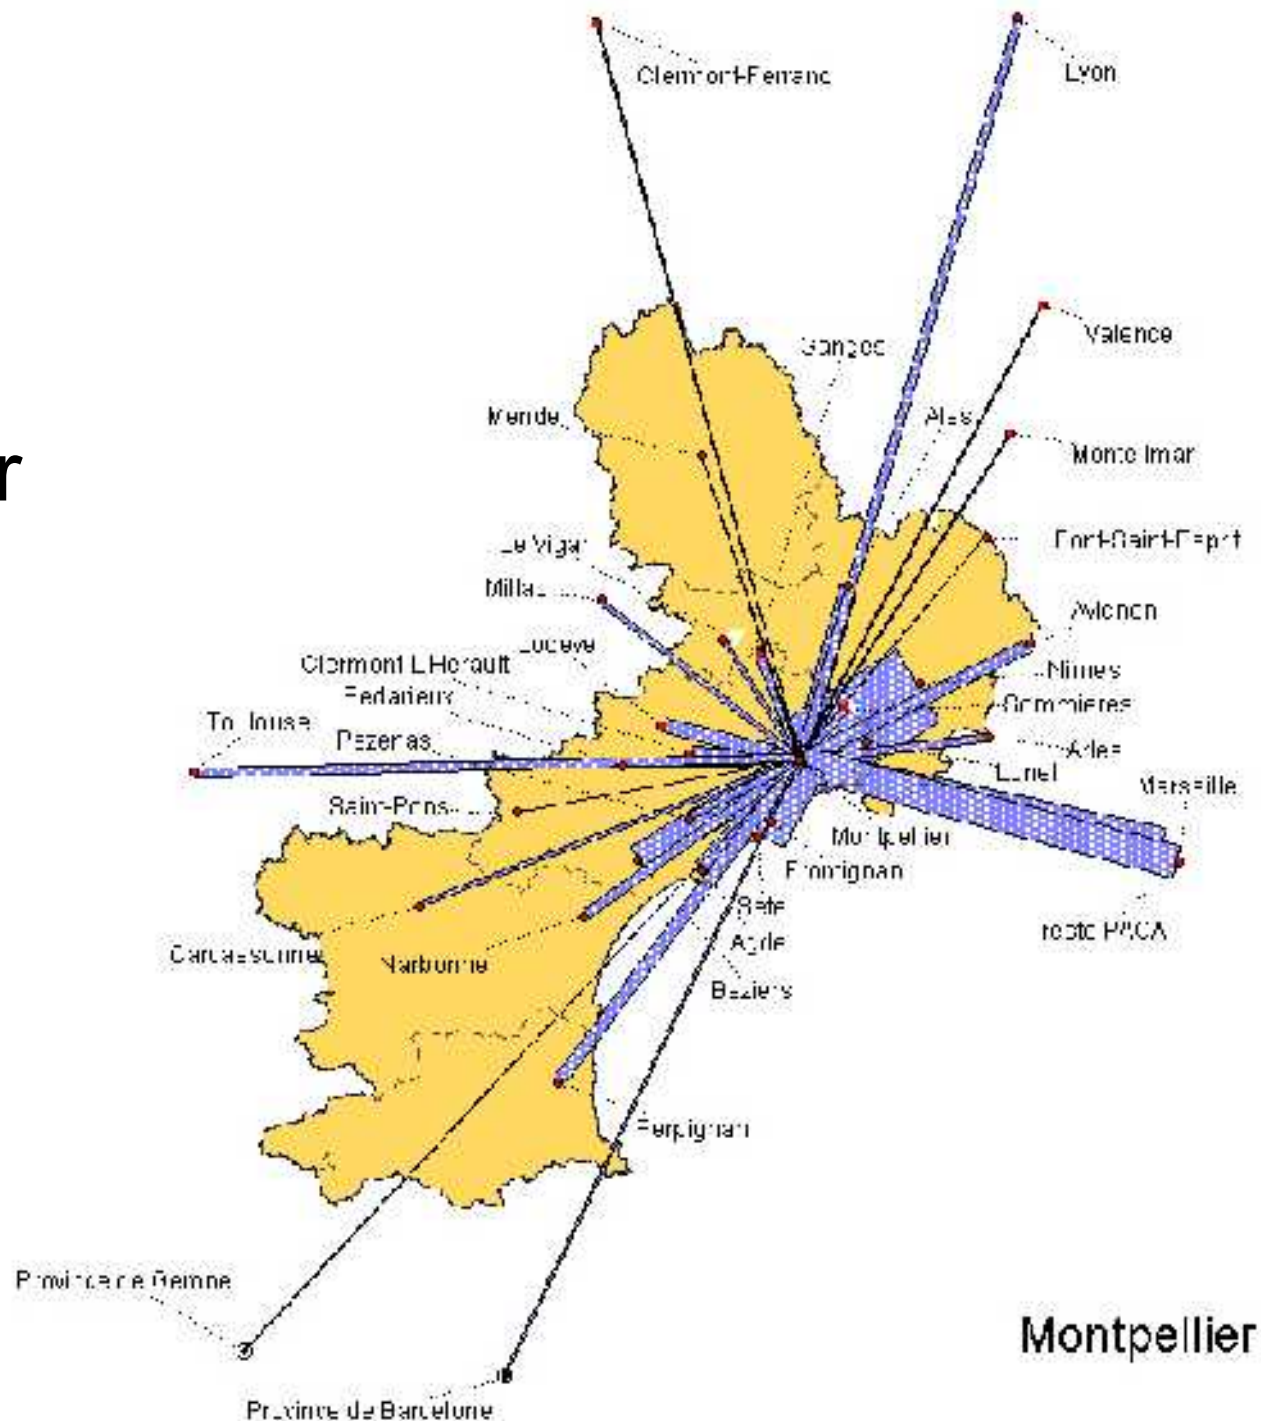 Clermont-Ferrand
Lyon
Valence
Ganges
Mende
Ales
r
Montelimar
Pont-Saint-Esprit
Le Vigan
Millau
Avignon
Lodeve
Clermont L'Herault
Nimes
Bedarieux
Sommieres
Toulouse
Pezenas
Arles
Lunel
Marseille
Saint-Pons
Montpellier
Frontignan
Sete
reste PACA
Agde
Carcassonne
Narbonne
Beziers
Perpignan
Province de Gerone
Montpellier
Province de Barcelone